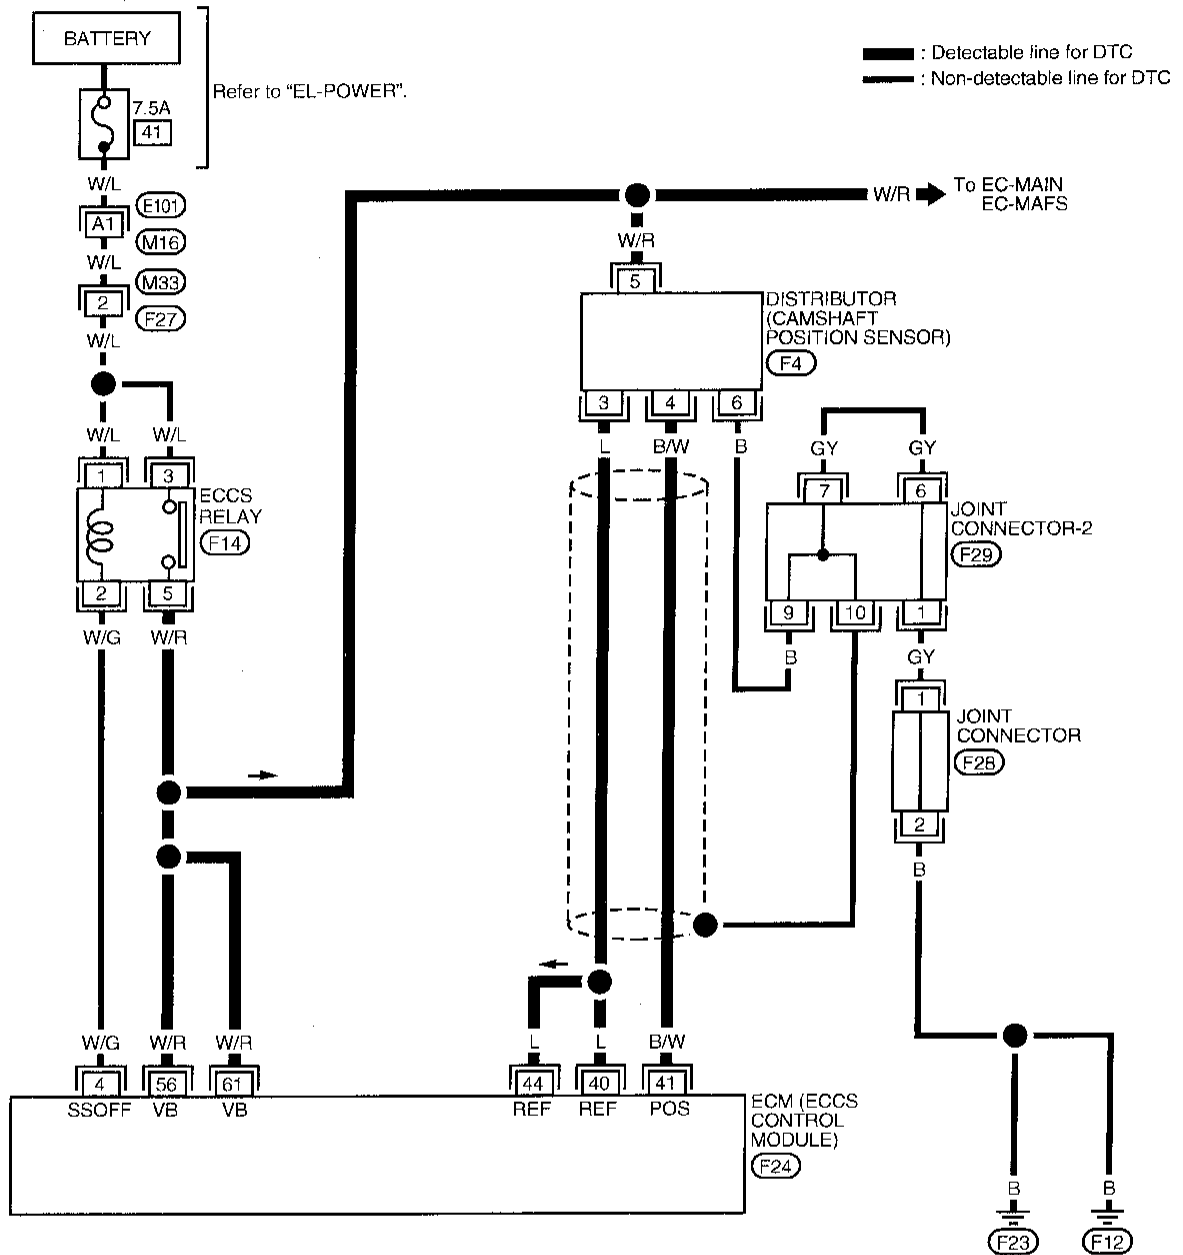 BATTERY
Refer to "EL-POWER".
7.5A
41
: Detectable line for DTC
: Non-detectable line for DTC
W/L
E101
A1
M16
W/L
M33
2
F27
W/L
W/L
W/L
1
3
ECCS
RELAY
F14
2
5
W/G
W/R
W/R
To EC-MAIN
EC-MAFS
W/R
5
DISTRIBUTOR
(CAMSHAFT
POSITION SENSOR)
F4
3
4
6
L
B/W
B
GY
GY
7
6
JOINT
CONNECTOR-2
F29
9
10
1
B
GY
1
JOINT
CONNECTOR
F28
2
B
W/G
W/R
W/R
L
L
B/W
4
56
61
44
40
41
SSOFF
VB
VB
REF
REF
POS
ECM (ECCS
CONTROL
MODULE)
F24
B
B
F23
F12